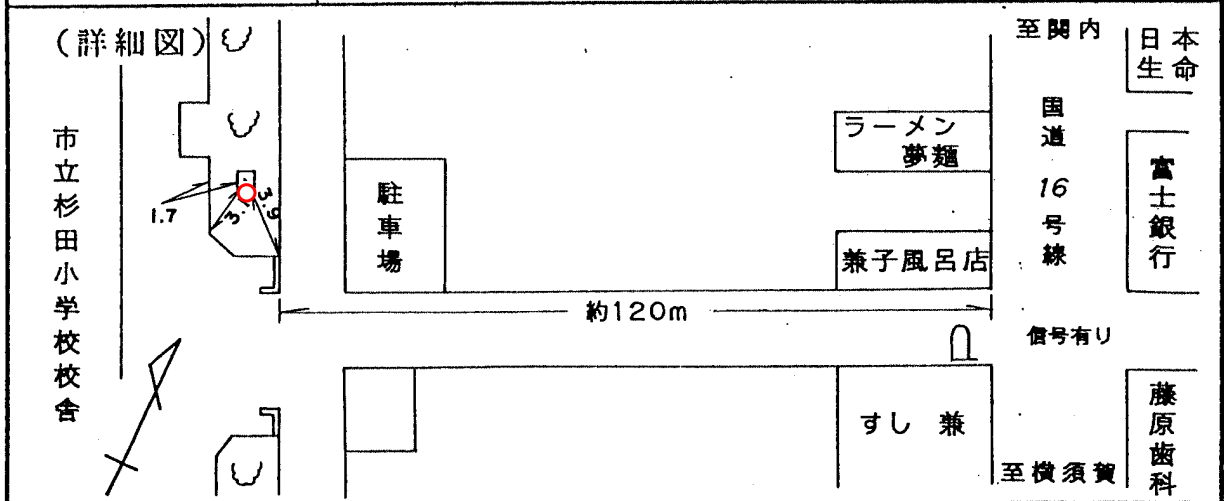 (詳細図)
至関内
日本
生命
国道16号線
ラーメン
夢麺
富士銀行
市立杉田小学校校舎
駐車場
1.7
3.9
兼子風呂店
約120m
信号有り
すし 兼
藤原歯科
至横須賀